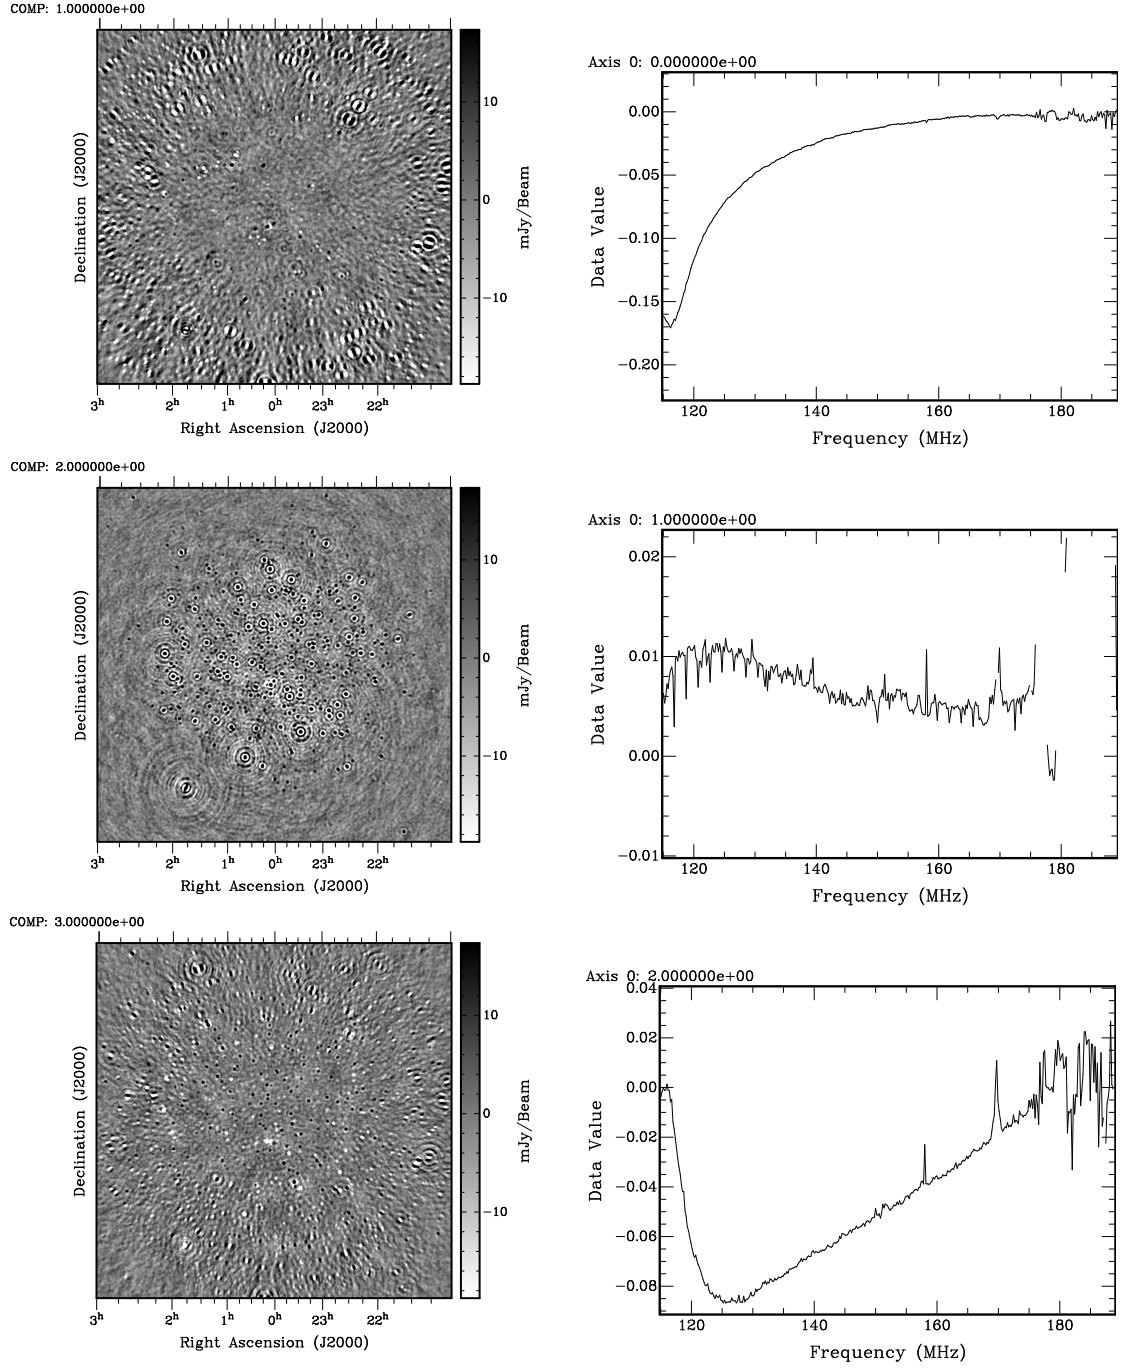 COMP: 1.000000e+00
10
0
−10
mJy/Beam
Declination (J2000)
3h 2h 1h 0h 23h 22h
Right Ascension (J2000)
Axis 0: 0.000000e+00
0.00
−0.05
−0.10
−0.15
−0.20
Data Value
120 140 160 180
Frequency (MHz)
COMP: 2.000000e+00
10
0
−10
mJy/Beam
Declination (J2000)
3h 2h 1h 0h 23h 22h
Right Ascension (J2000)
Axis 0: 1.000000e+00
0.02
0.01
0.00
−0.01
Data Value
120 140 160 180
Frequency (MHz)
COMP: 3.000000e+00
10
0
−10
mJy/Beam
Declination (J2000)
3h 2h 1h 0h 23h 22h
Right Ascension (J2000)
Axis 0: 2.000000e+00
0.04
0.02
0.00
−0.02
−0.04
−0.06
−0.08
Data Value
120 140 160 180
Frequency (MHz)